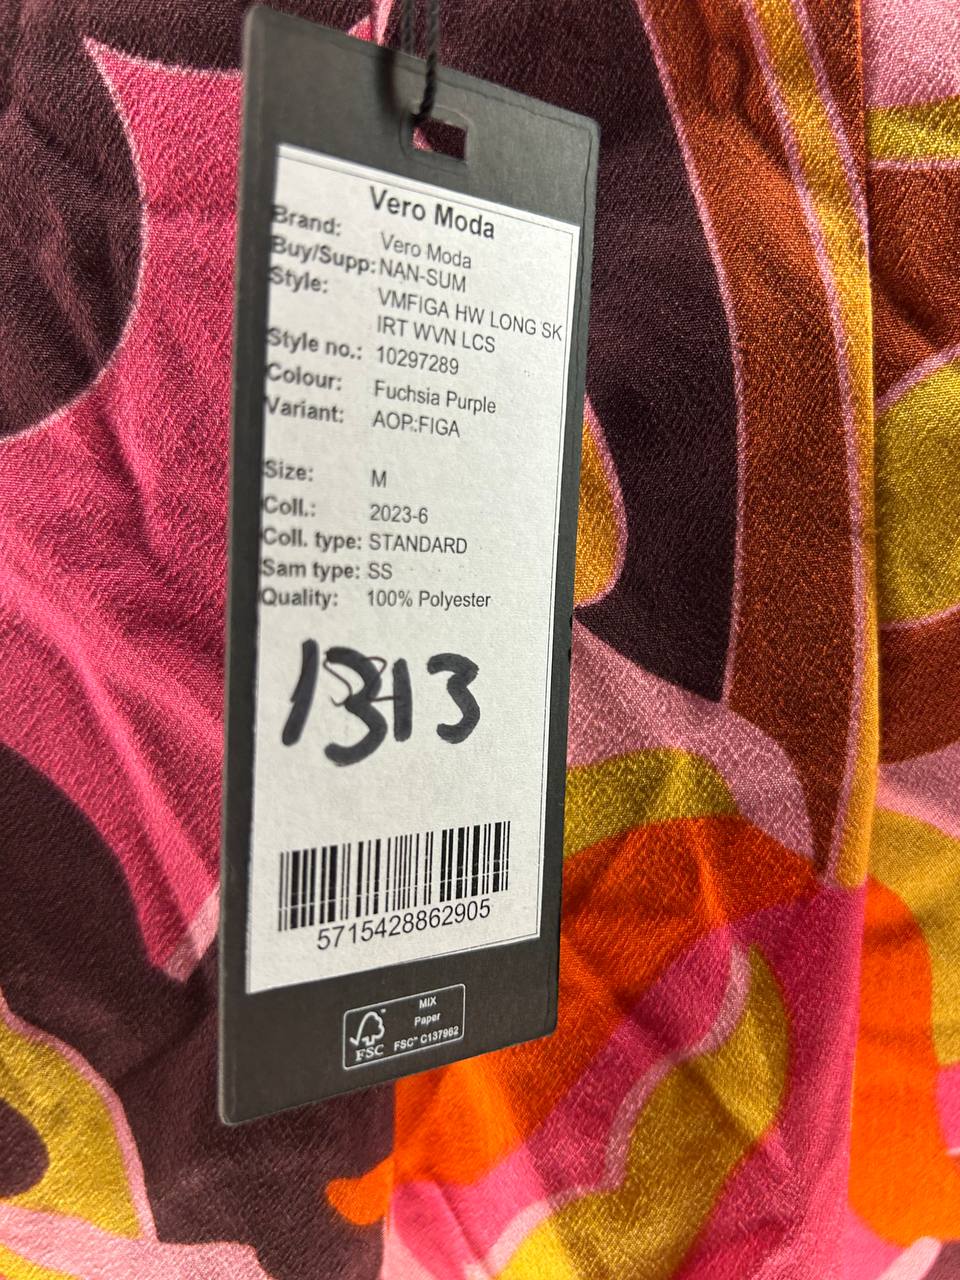 Vero Moda
Brand: Vero Moda
Buy/Supp: NAN-SUM
Style: VMFIGA HW LONG SK
IRT WVN LCS
Style no.: 10297289
Colour: Fuchsia Purple
Variant: AOP:FIGA
Size: M
Coll.: 2023-6
Coll. type: STANDARD
Sam type: SS
Quality: 100% Polyester
1313
5715428862905
MIX
Paper
FSC™ C137962
FSC